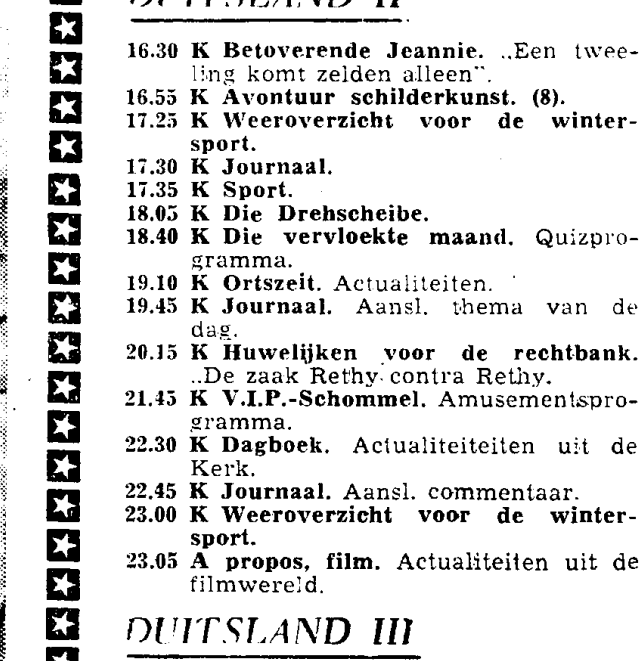 DUITSLAND II
16.30 K Betoverende Jeannie. „Een twee-
ling komt zelden alleen”.
16.55 K Avontuur schilderkunst. (8).
17.25 K Weeroverzicht voor de winter-
sport.
17.30 K Journaal.
17.35 K Sport.
18.05 K Die Drehscheibe.
18.40 K Die vervloekte maand. Quizpro-
gramma.
19.10 K Ortszeit. Actualiteiten.
19.45 K Journaal. Aansl. thema van de
dag.
20.15 K Huwelijken voor de rechtbank.
„De zaak Rethy contra Rethy.
21.45 K V.I.P.-Schommel. Amusementspro-
gramma.
22.30 K Dagboek. Actualiteiteiten uit de
Kerk.
22.45 K Journaal. Aansl. commentaar.
23.00 K Weeroverzicht voor de winter-
sport.
23.05 A propos, film. Actualiteiten uit de
filmwereld.
DUITSLAND III